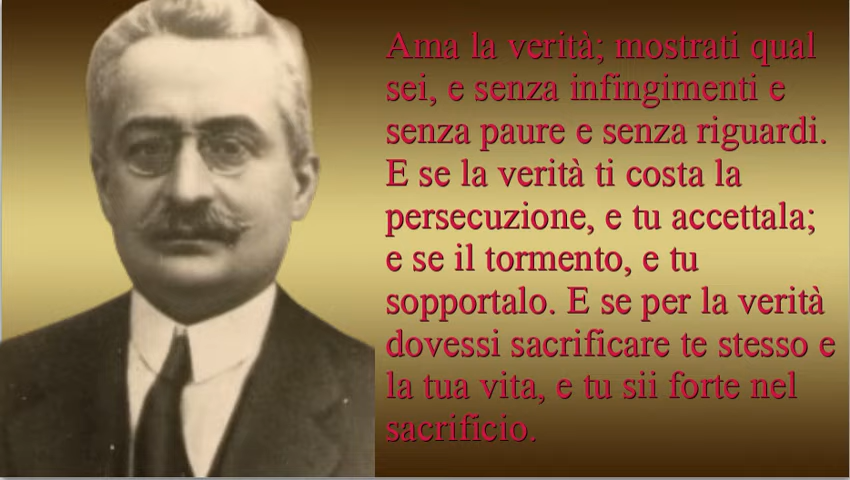 Ama la verità; mostrati qual
sei, e senza infingimenti e
senza paure e senza riguardi.
E se la verità ti costa la
persecuzione, e tu accettala;
e se il tormento, e tu
sopportalo. E se per la verità
dovessi sacrificare te stesso e
la tua vita, e tu sii forte nel
sacrificio.